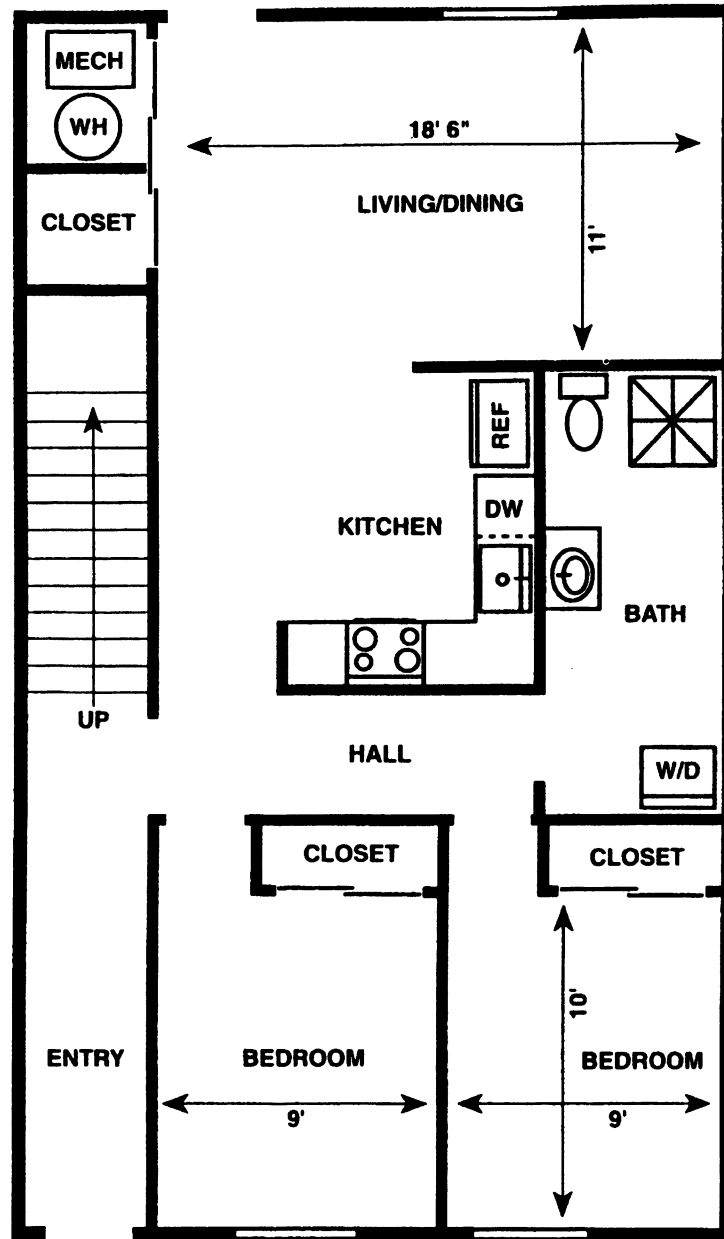 MECH
WH
18' 6"
CLOSET
LIVING/DINING
11'
REF
KITCHEN
DW
BATH
UP
HALL
W/D
CLOSET
CLOSET
10'
ENTRY
BEDROOM
BEDROOM
9'
9'